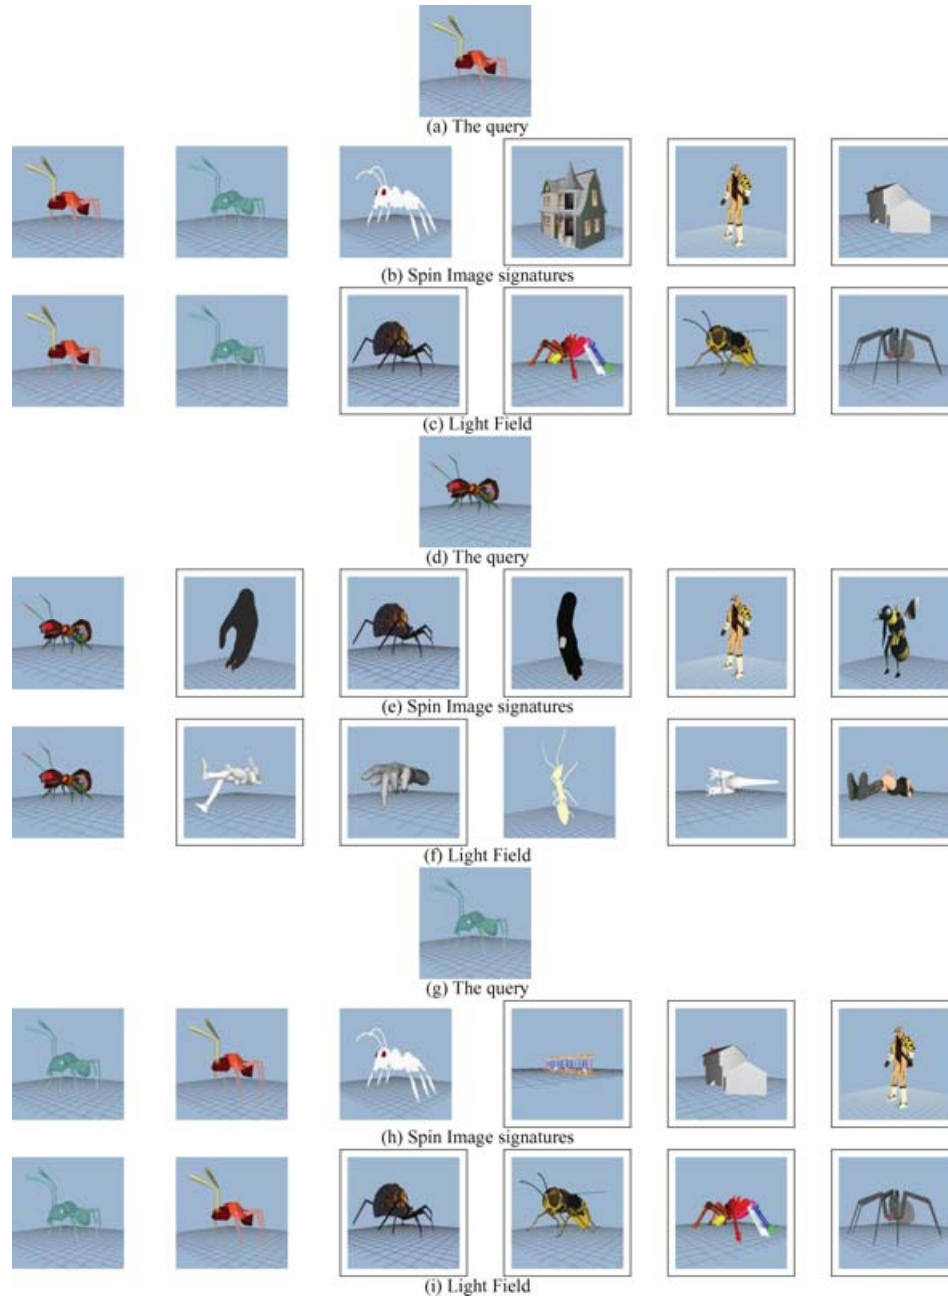 (a) The query
(b) Spin Image signatures
(c) Light Field
(d) The query
(e) Spin Image signatures
(f) Light Field
(g) The query
(h) Spin Image signatures
(i) Light Field